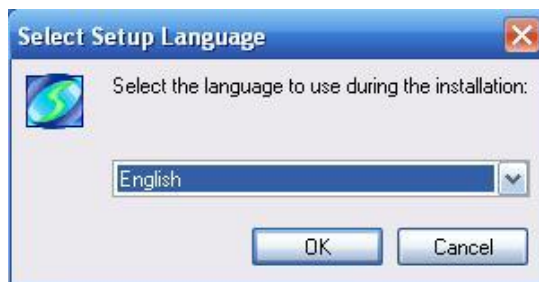 Select Setup Language
Select the language to use during the installation:
English
OK
Cancel